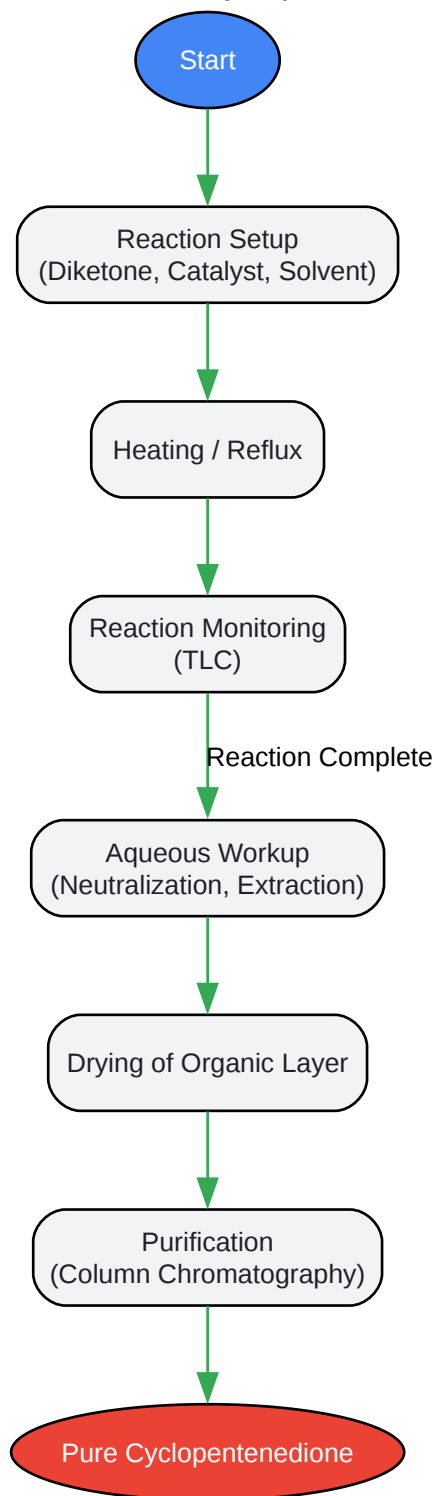 Start
Reaction Setup
(Diketone, Catalyst, Solvent)
Heating / Reflux
Reaction Monitoring
(TLC)
Reaction Complete
Aqueous Workup
(Neutralization, Extraction)
Drying of Organic Layer
Purification
(Column Chromatography)
Pure Cyclopentenedione